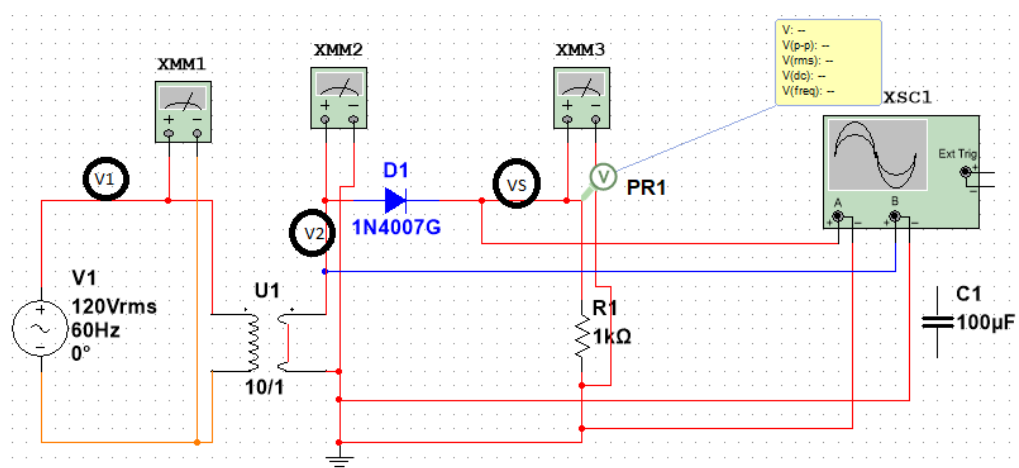 XMM1
XMM2
XMM3
V: --
V(p-p): --
V(rms): --
V(dc): --
V(freq): --
XSC1
Ext Trig
A
B
V1
D1
1N4007G
VS
V
PR1
V2
V1
120Vrms
60Hz
0°
U1
10/1
R1
1kΩ
C1
100µF